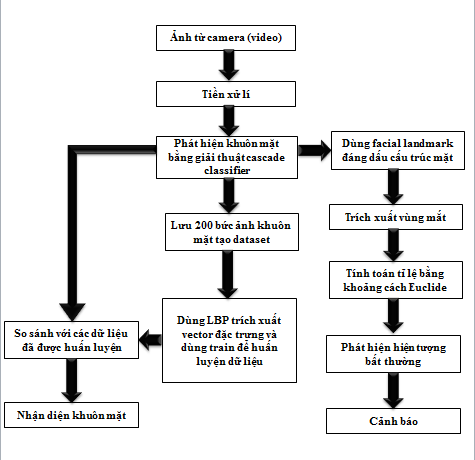 Ảnh từ camera (video)
Tiền xử lí
Phát hiện khuôn mặt
bằng giải thuật cascade
classifier
Dùng facial landmark
đáng dấu cấu trúc mặt
Lưu 200 bức ảnh khuôn
mặt tạo dataset
Trích xuất vùng mắt
Tính toán tỉ lệ bằng
khoảng cách Euclide
So sánh với các dữ liệu
đã được huấn luyện
Dùng LBP trích xuất
vector đặc trưng và
dùng train để huấn
luyện dữ liệu
Phát hiện hiện tượng
bất thường
Nhận diện khuôn mặt
Cảnh báo